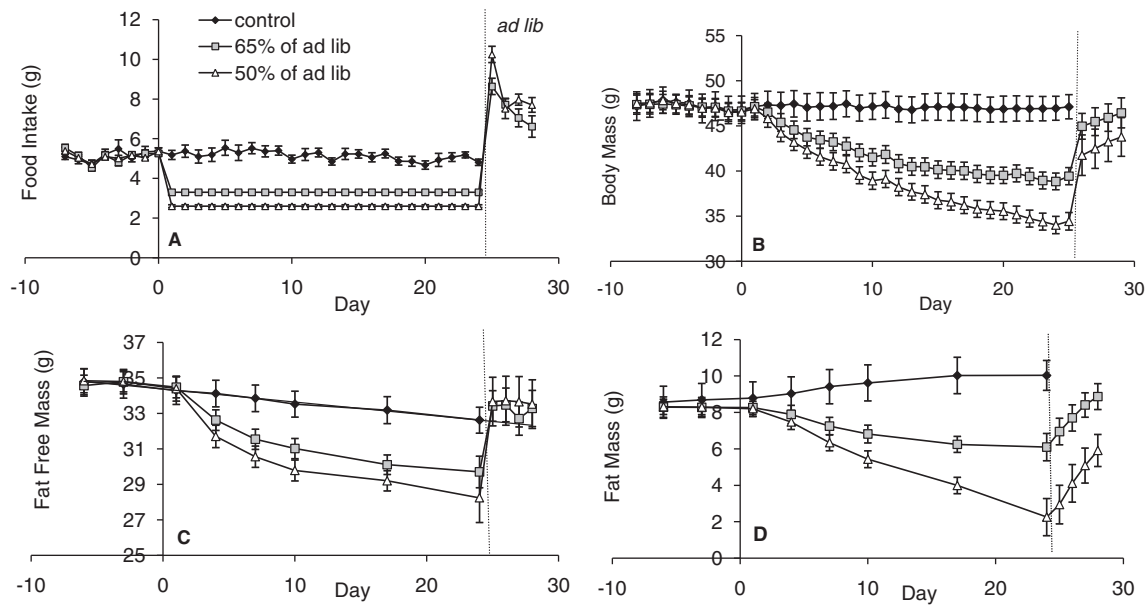 control
65% of ad lib
50% of ad lib
ad lib
Food Intake (g)
12
10
8
6
4
2
0
A
-10
0
10
20
30
Day
Body Mass (g)
55
50
45
40
35
30
B
-10
0
10
20
30
Day
Fat Free Mass (g)
37
35
33
31
29
27
25
C
-10
0
10
20
30
Day
Fat Mass (g)
12
10
8
6
4
2
0
D
-10
0
10
20
30
Day